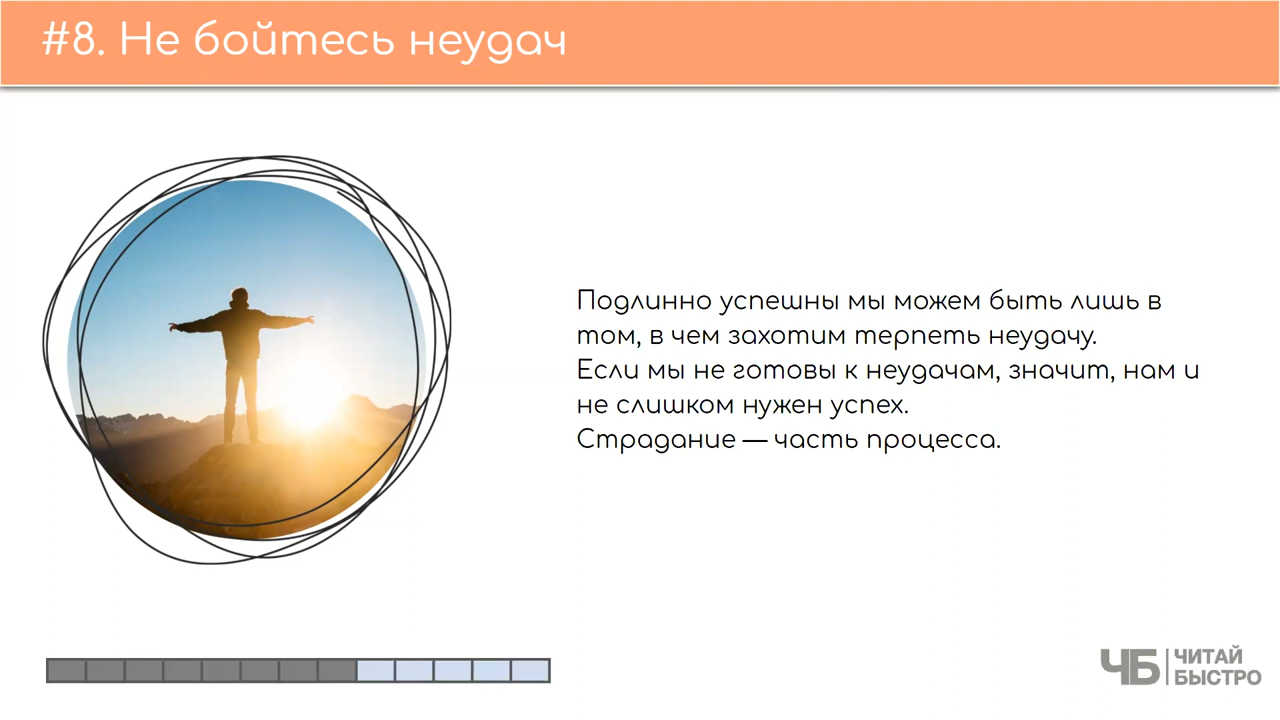 #8. Не бойтесь неудач
Подлинно успешны мы можем быть лишь в
том, в чем захотим терпеть неудачу.
Если мы не готовы к неудачам, значит, нам и
не слишком нужен успех.
Страдание — часть процесса.
ЧБ
ЧИТАЙ
БЫСТРО